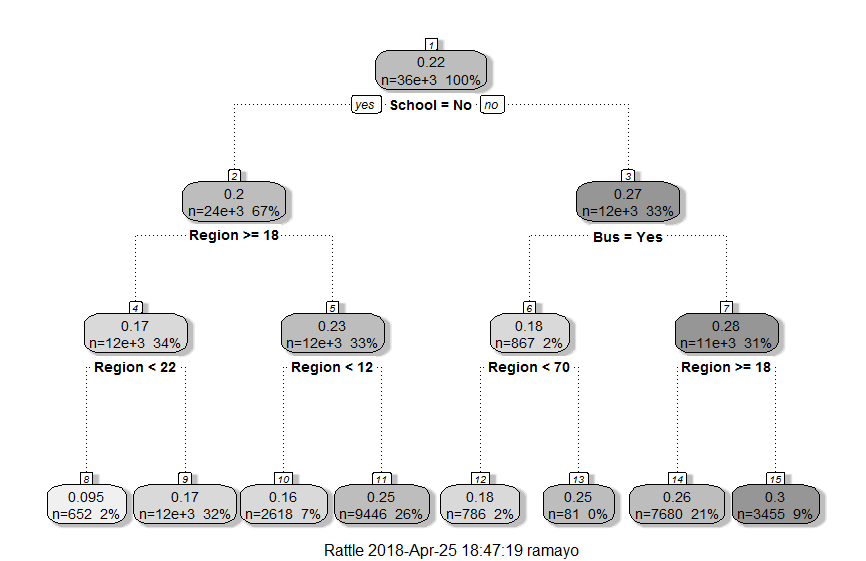 1
0.22
n=36e+3 100%
yes School = No no
2 3
0.2 0.27
n=24e+3 67% n=12e+3 33%
Region >= 18 Bus = Yes
4 5 6 7
0.17 0.23 0.18 0.28
n=12e+3 34% n=12e+3 33% n=867 2% n=11e+3 31%
Region < 22 Region < 12 Region < 70 Region >= 18
8 9 10 11 12 13 14 15
0.095 0.17 0.16 0.25 0.18 0.25 0.26 0.3
n=652 2% n=12e+3 32% n=2618 7% n=9446 26% n=786 2% n=81 0% n=7680 21% n=3455 9%
Rattle 2018-Apr-25 18:47:19 ramayo